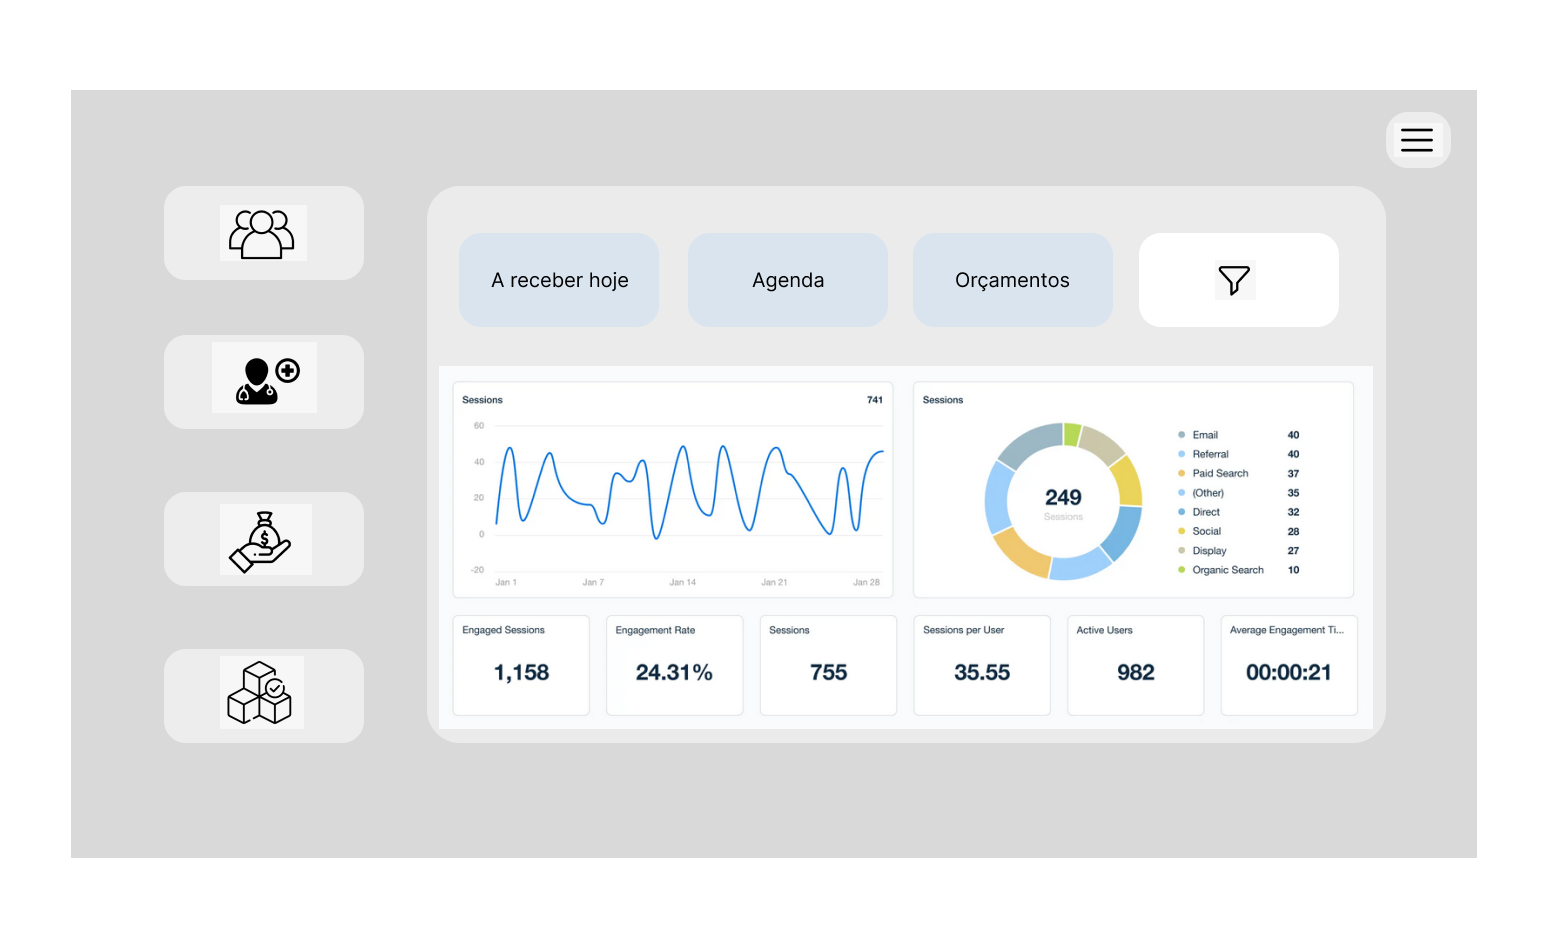 A receber hoje
Agenda
Orçamentos
Sessions 741
60
40
20
0
-20
Jan 1 Jan 7 Jan 14 Jan 21 Jan 28
Sessions
249
Sessions
Email 40
Referral 40
Paid Search 37
(Other) 35
Direct 32
Social 28
Display 27
Organic Search 10
Engaged Sessions
1,158
Engagement Rate
24.31%
Sessions
755
Sessions per User
35.55
Active Users
982
Average Engagement Ti...
00:00:21